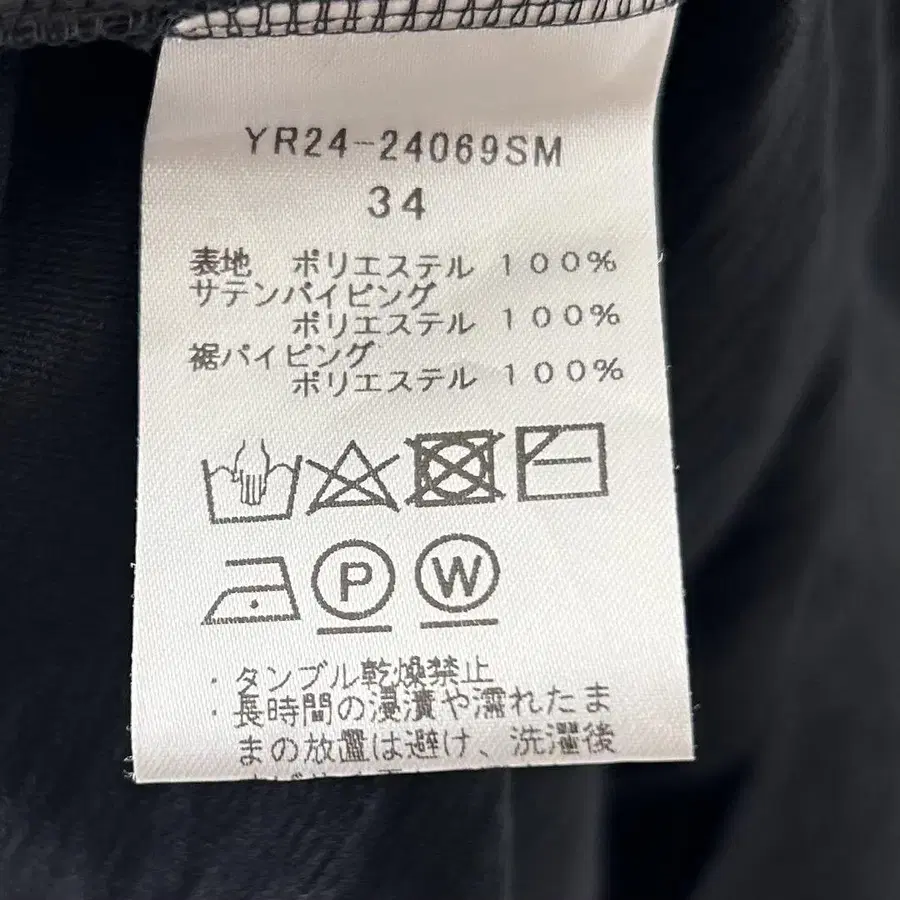 YR24-24069SM
34
表地 ポリエステル 100%
サテンパイピング
ポリエステル 100%
裾パイピング
ポリエステル 100%
P W
・タンブル乾燥禁止
・長時間の浸漬や濡れたま
まの放置は避け、洗濯後